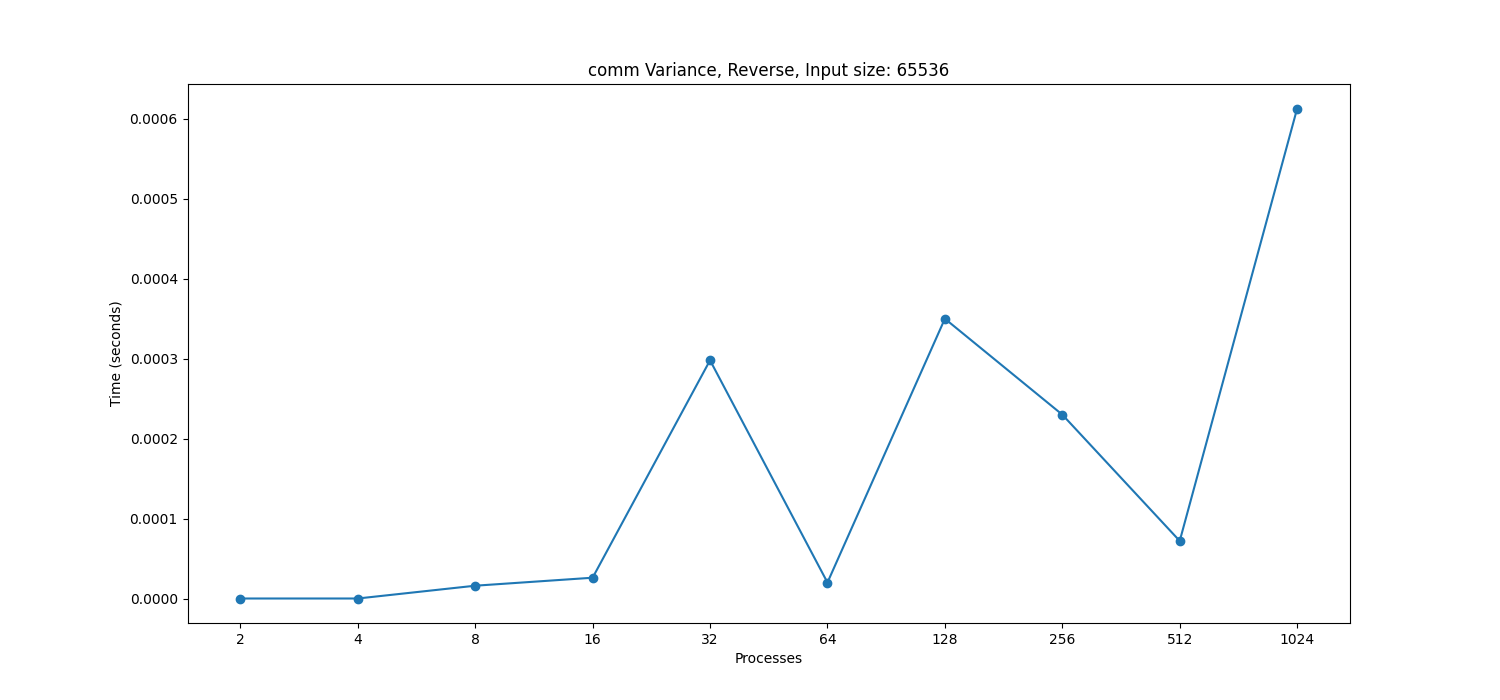 comm Variance, Reverse, Input size: 65536
0.0006
0.0005
0.0004
0.0003
0.0002
0.0001
0.0000
Time (seconds)
2 4 8 16 32 64 128 256 512 1024
Processes